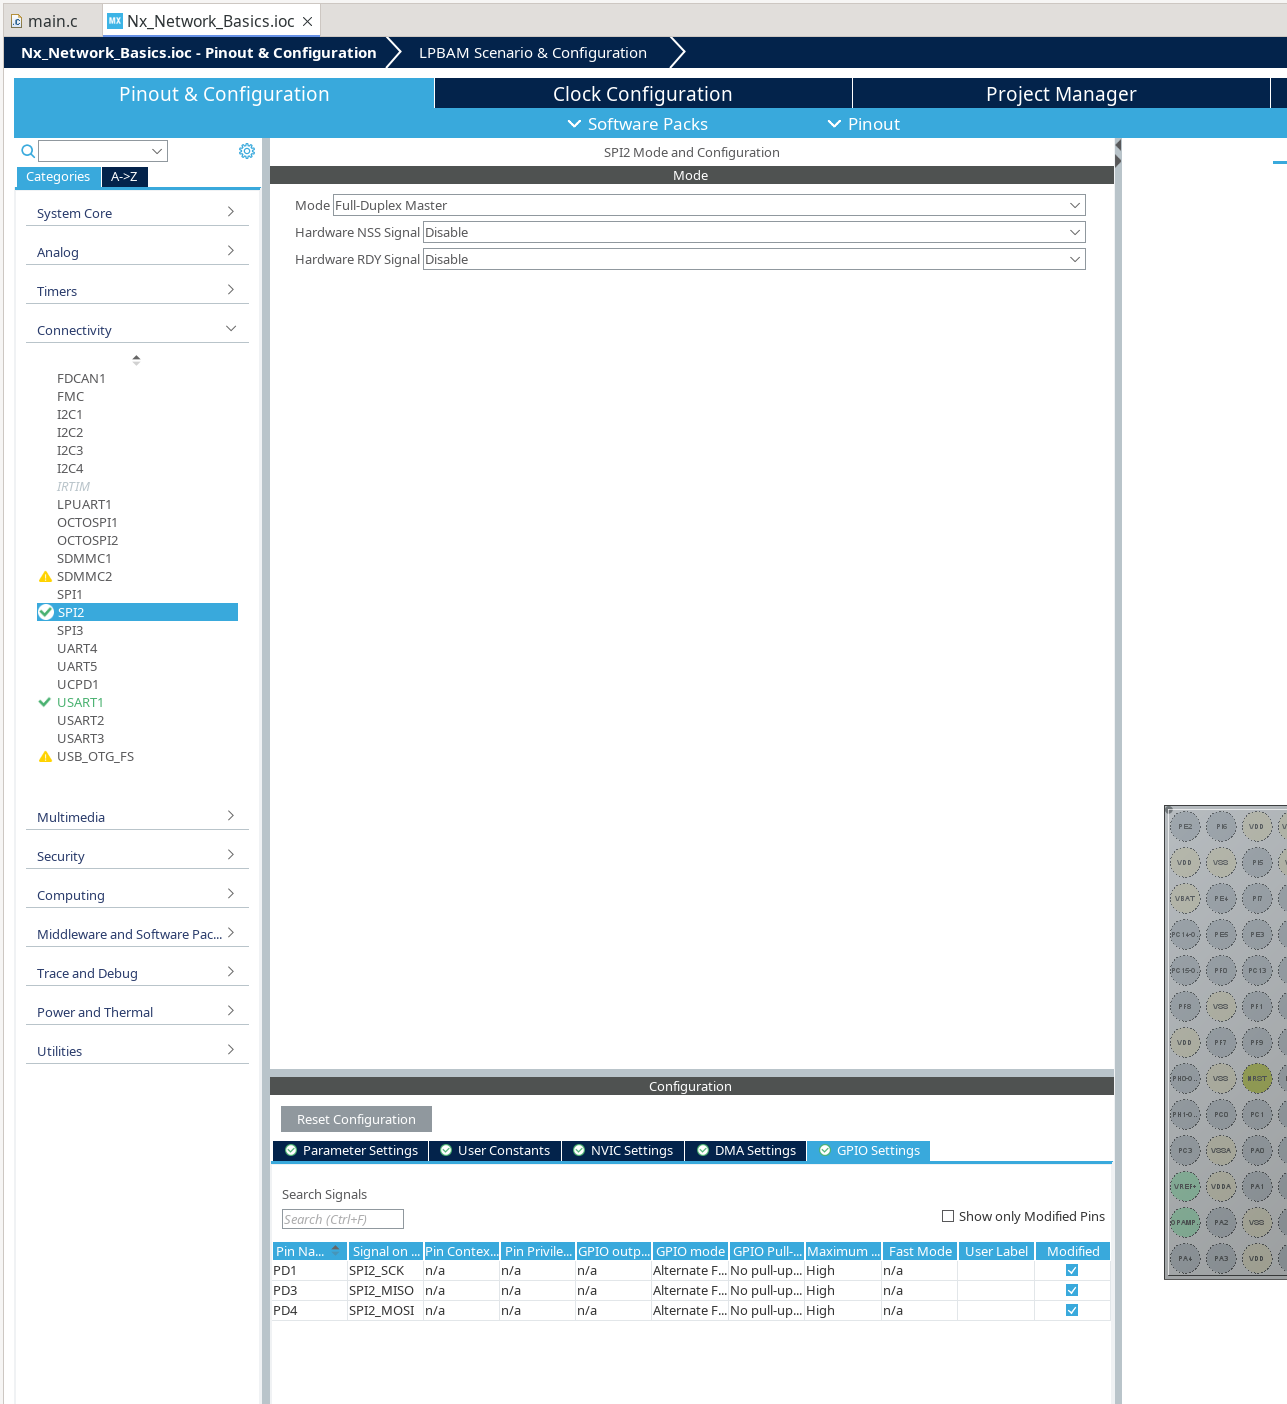 main.c
Nx_Network_Basics.ioc
Nx_Network_Basics.ioc - Pinout & Configuration
LPBAM Scenario & Configuration
Pinout & Configuration
Clock Configuration
Project Manager
Software Packs
Pinout
Categories
A->Z
System Core
Analog
Timers
Connectivity
FDCAN1
FMC
I2C1
I2C2
I2C3
I2C4
IRTIM
LPUART1
OCTOSPI1
OCTOSPI2
SDMMC1
SDMMC2
SPI1
SPI2
SPI3
UART4
UART5
UCPD1
USART1
USART2
USART3
USB_OTG_FS
Multimedia
Security
Computing
Middleware and Software Pac...
Trace and Debug
Power and Thermal
Utilities
SPI2 Mode and Configuration
Mode
Mode Full-Duplex Master
Hardware NSS Signal Disable
Hardware RDY Signal Disable
Configuration
Reset Configuration
Parameter Settings
User Constants
NVIC Settings
DMA Settings
GPIO Settings
Search Signals
Search (Ctrl+F)
Show only Modified Pins
Pin Na... Signal on ... Pin Contex... Pin Privile... GPIO outp... GPIO mode GPIO Pull-... Maximum ... Fast Mode User Label Modified
PD1 SPI2_SCK n/a n/a n/a Alternate F... No pull-up... High n/a
PD3 SPI2_MISO n/a n/a n/a Alternate F... No pull-up... High n/a
PD4 SPI2_MOSI n/a n/a n/a Alternate F... No pull-up... High n/a
PE2 PI6 VDD
VDD VSS PI5
VBAT PE4 PI7
PC14-O.. PE5 PE3
PC15-O.. PF0 PC13
PF8 VSS PF1
VDD PF7 PF9
PH0-O.. VSS NRST
PH1-O.. PC0 PC1
PC3 VSSA PA0
VREF+ VDDA PA1
OPAMP. PA2 VSS
PA4 PA3 VDD